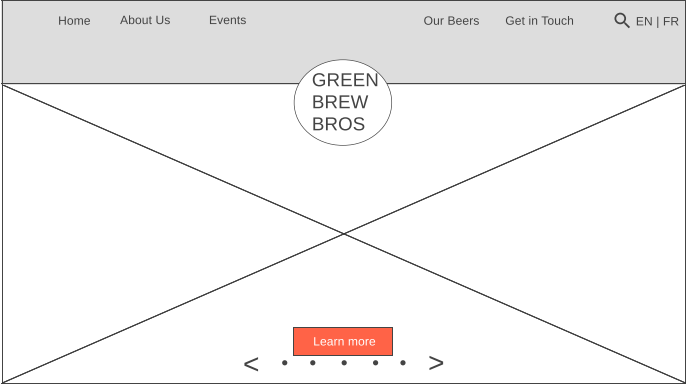 Home About Us Events Our Beers Get in Touch EN | FR
GREEN
BREW
BROS
Learn more
< • • • • • >